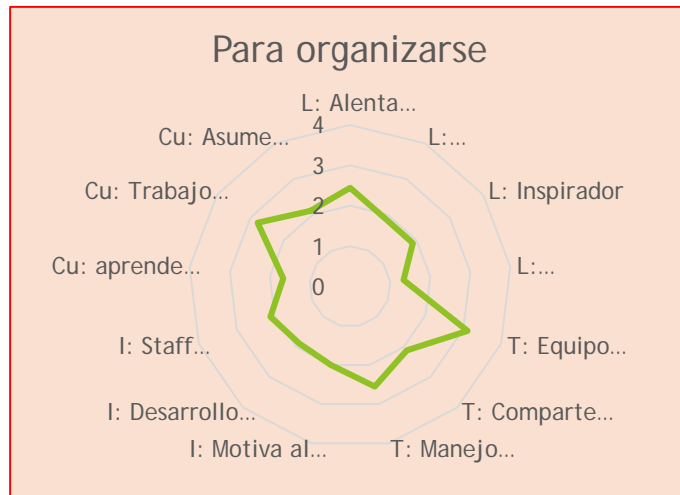 Para organizarse
L: Alenta...
L:...
L: Inspirador
L:...
T: Equipo...
T: Comparte...
T: Manejo...
I: Motiva al...
I: Desarrollo...
I: Staff...
Cu: aprende...
Cu: Trabajo...
Cu: Asume...
4
3
2
1
0